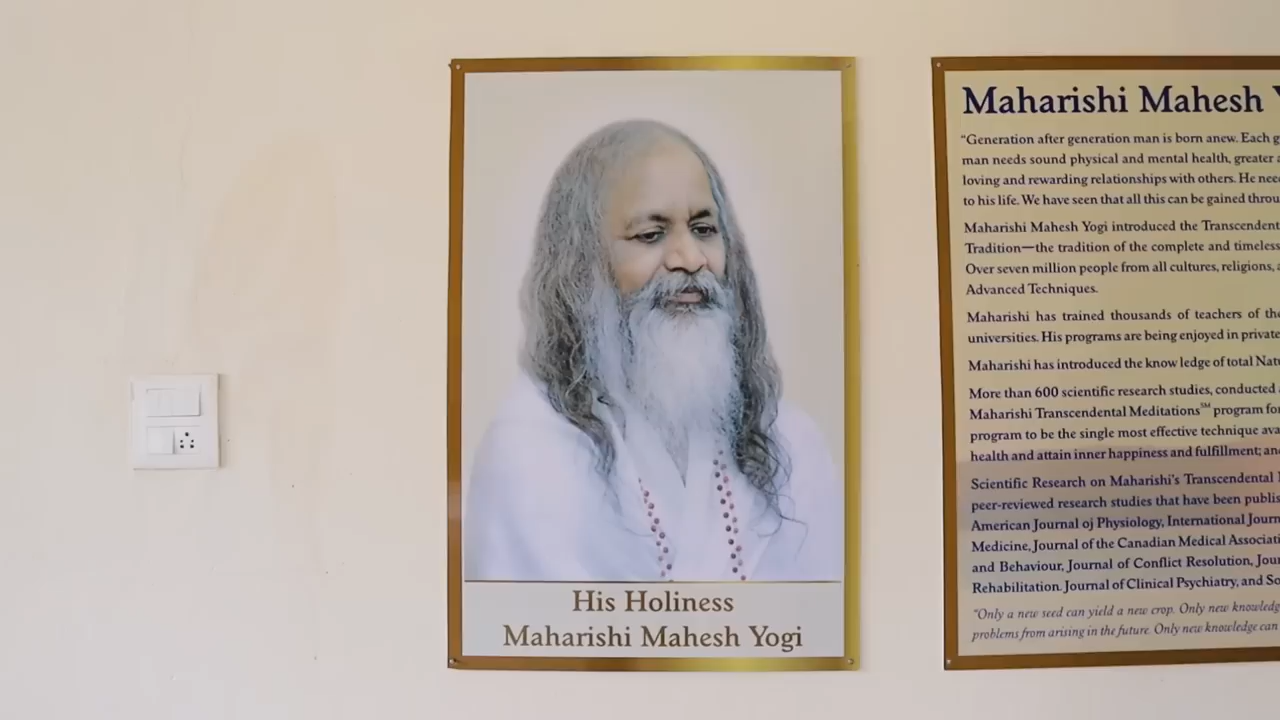 His Holiness
Maharishi Mahesh Yogi
Maharishi Mahesh
“Generation after generation man is born anew. Each
man needs sound physical and mental health, greater
loving and rewarding relationships with others. He
to his life. We have seen that all this can be gained
Maharishi Mahesh Yogi introduced the
Tradition—the tradition of the complete and timeless
Over seven million people from all cultures, religions,
Advanced Techniques.
Maharishi has trained thousands of teachers of
universities. His programs are being enjoyed in
Maharishi has introduced the know ledge of total
More than 600 scientific research studies, conducted
Maharishi Transcendental Meditations℠ program for
program to be the single most effective technique
health and attain inner happiness and fulfillment;
Scientific Research on Maharishi's Transcendental
peer-reviewed research studies that have been
American Journal oj Physiology, International
Medicine, Journal of the Canadian Medical
and Behaviour, Journal of Conflict Resolution,
Rehabilitation. Journal of Clinical Psychiatry, and
“Only a new seed can yield a new crop. Only new
problems from arising in the future. Only new knowledge can